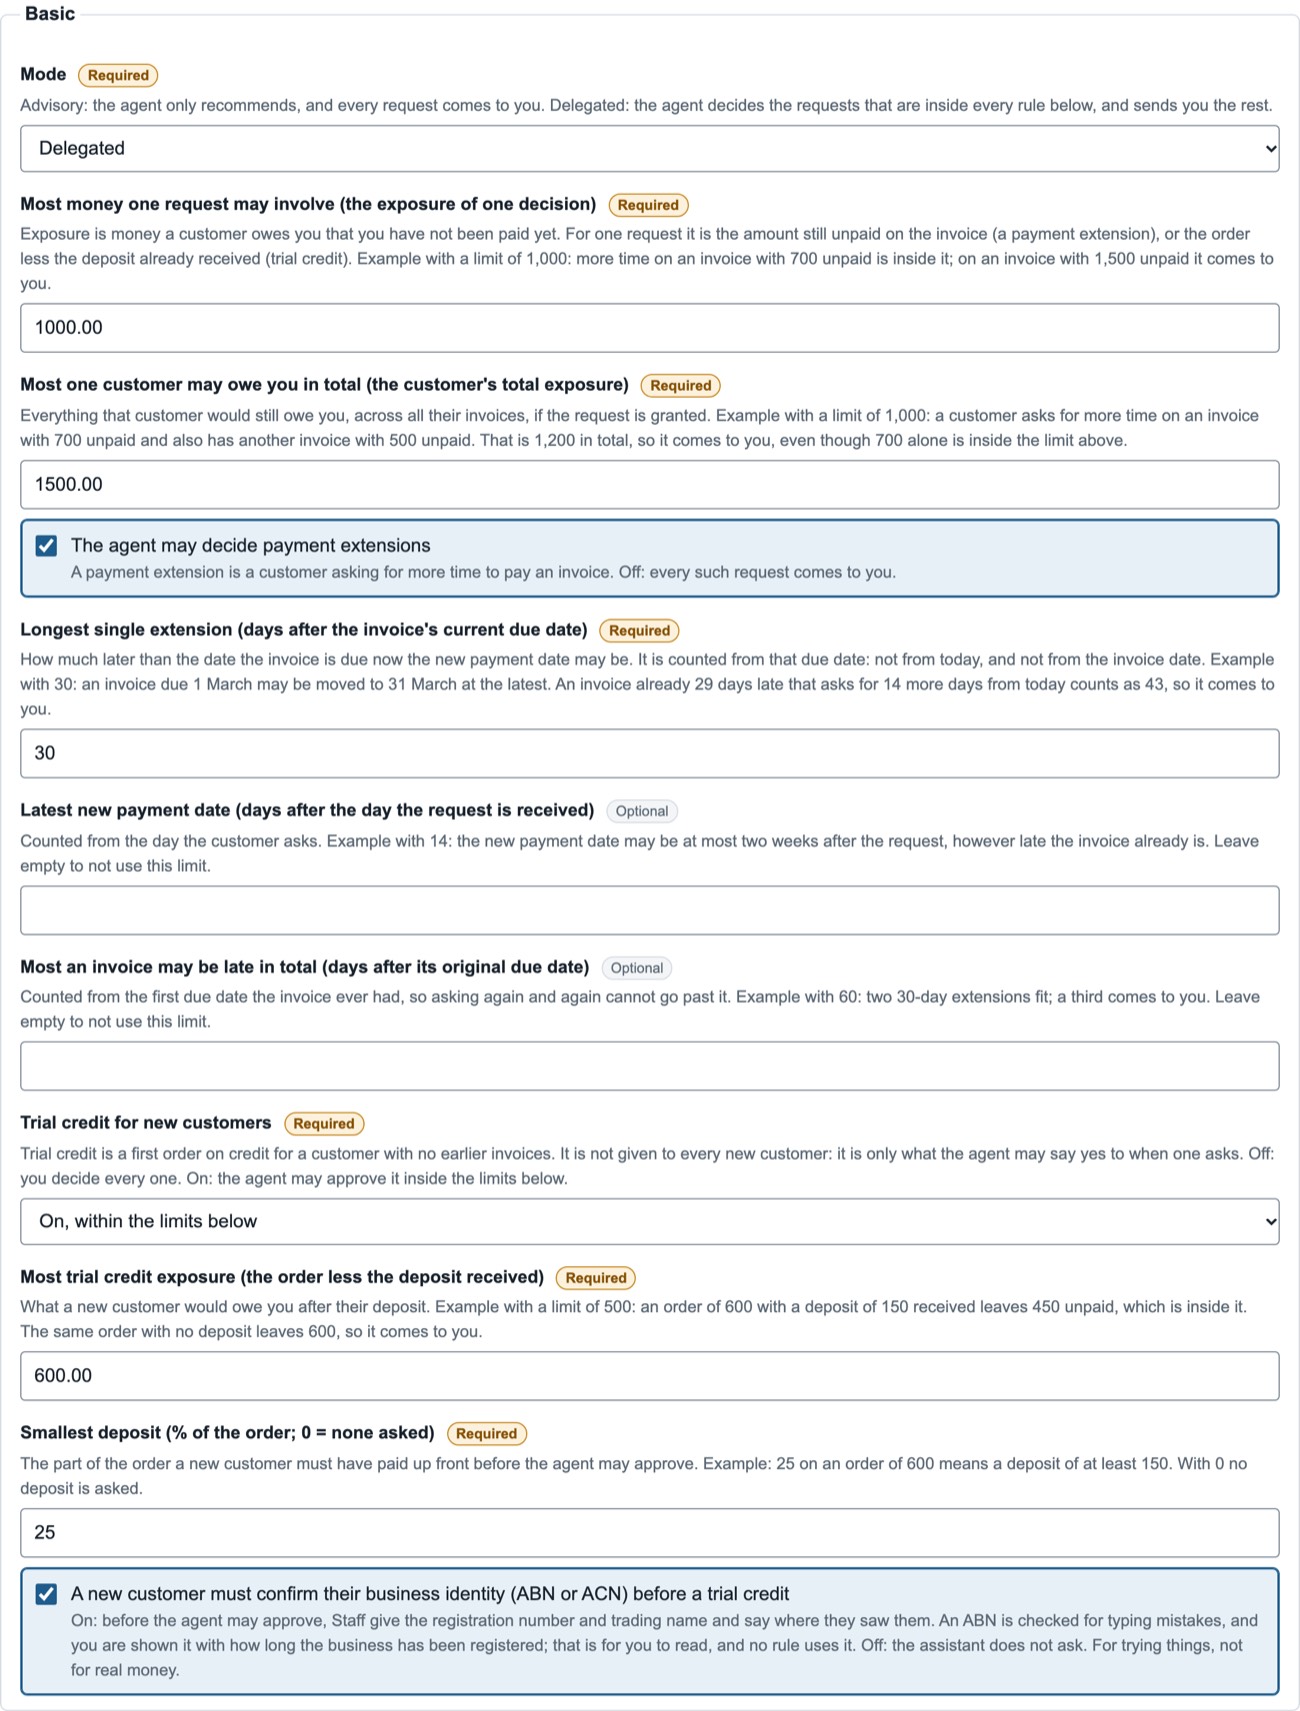 Basic
Mode Required
Advisory: the agent only recommends, and every request comes to you. Delegated: the agent decides the requests that are inside every rule below, and sends you the rest.
Delegated
Most money one request may involve (the exposure of one decision) Required
Exposure is money a customer owes you that you have not been paid yet. For one request it is the amount still unpaid on the invoice (a payment extension), or the order
less the deposit already received (trial credit). Example with a limit of 1,000: more time on an invoice with 700 unpaid is inside it; on an invoice with 1,500 unpaid it comes to
you.
1000.00
Most one customer may owe you in total (the customer's total exposure) Required
Everything that customer would still owe you, across all their invoices, if the request is granted. Example with a limit of 1,000: a customer asks for more time on an invoice
with 700 unpaid and also has another invoice with 500 unpaid. That is 1,200 in total, so it comes to you, even though 700 alone is inside the limit above.
1500.00
The agent may decide payment extensions
A payment extension is a customer asking for more time to pay an invoice. Off: every such request comes to you.
Longest single extension (days after the invoice's current due date) Required
How much later than the date the invoice is due now the new payment date may be. It is counted from that due date: not from today, and not from the invoice date. Example
with 30: an invoice due 1 March may be moved to 31 March at the latest. An invoice already 29 days late that asks for 14 more days from today counts as 43, so it comes to
you.
30
Latest new payment date (days after the day the request is received) Optional
Counted from the day the customer asks. Example with 14: the new payment date may be at most two weeks after the request, however late the invoice already is. Leave
empty to not use this limit.
Most an invoice may be late in total (days after its original due date) Optional
Counted from the first due date the invoice ever had, so asking again and again cannot go past it. Example with 60: two 30-day extensions fit; a third comes to you. Leave
empty to not use this limit.
Trial credit for new customers Required
Trial credit is a first order on credit for a customer with no earlier invoices. It is not given to every new customer: it is only what the agent may say yes to when one asks. Off:
you decide every one. On: the agent may approve it inside the limits below.
On, within the limits below
Most trial credit exposure (the order less the deposit received) Required
What a new customer would owe you after their deposit. Example with a limit of 500: an order of 600 with a deposit of 150 received leaves 450 unpaid, which is inside it.
The same order with no deposit leaves 600, so it comes to you.
600.00
Smallest deposit (% of the order; 0 = none asked) Required
The part of the order a new customer must have paid up front before the agent may approve. Example: 25 on an order of 600 means a deposit of at least 150. With 0 no
deposit is asked.
25
A new customer must confirm their business identity (ABN or ACN) before a trial credit
On: before the agent may approve, Staff give the registration number and trading name and say where they saw them. An ABN is checked for typing mistakes, and
you are shown it with how long the business has been registered; that is for you to read, and no rule uses it. Off: the assistant does not ask. For trying things, not
for real money.